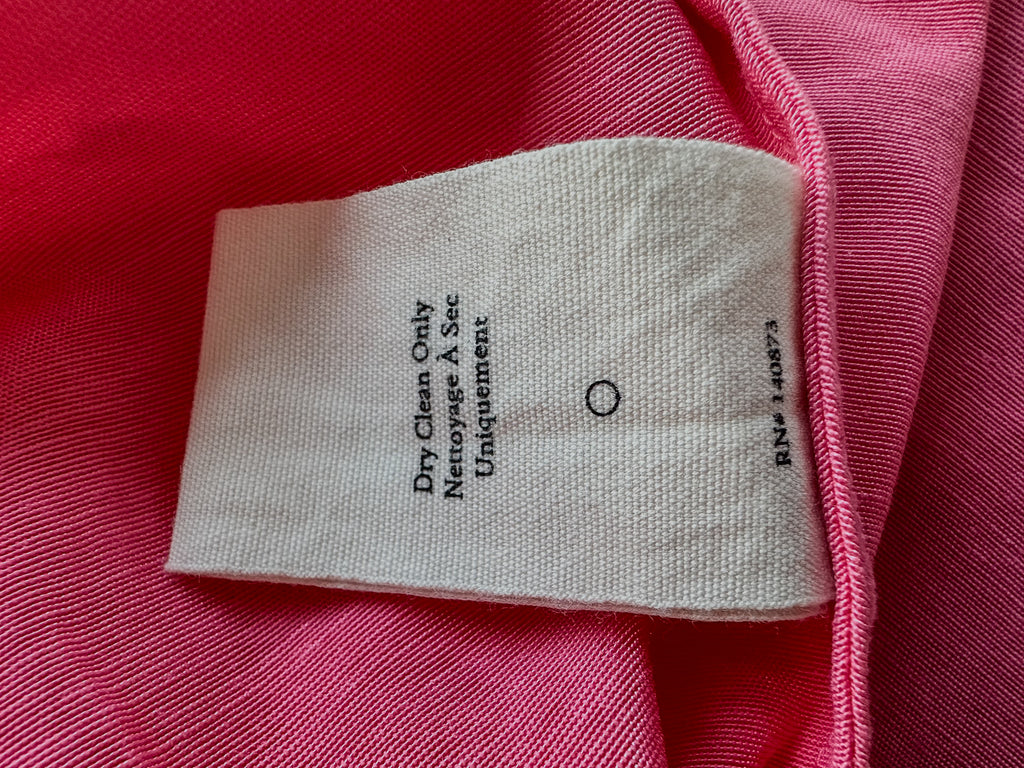 Dry Clean Only
Nettoyage À Sec
Uniquement
RN# 140873